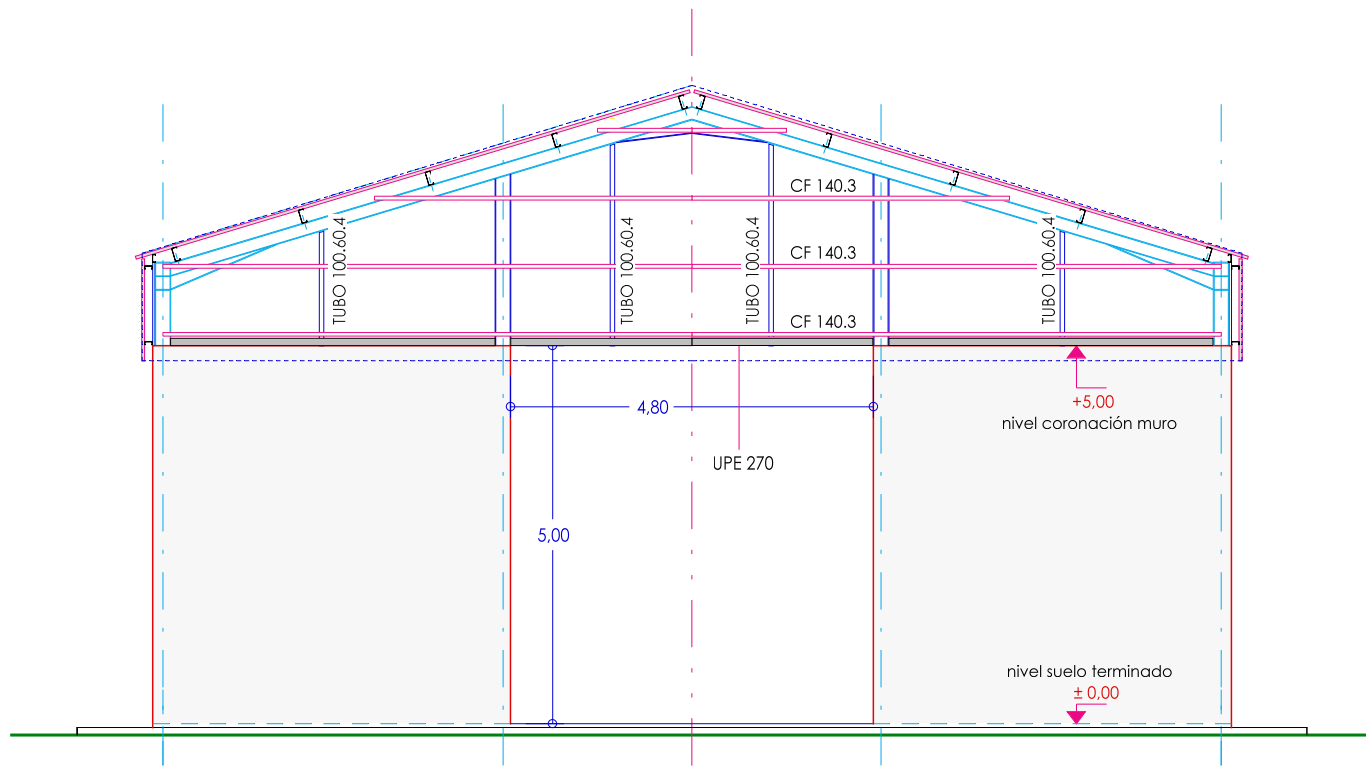 CF 140.3
TUBO 100.60.4
TUBO 100.60.4
TUBO 100.60.4
TUBO 100.60.4
CF 140.3
CF 140.3
4,80
+5,00
nivel coronación muro
UPE 270
5,00
nivel suelo terminado
± 0,00